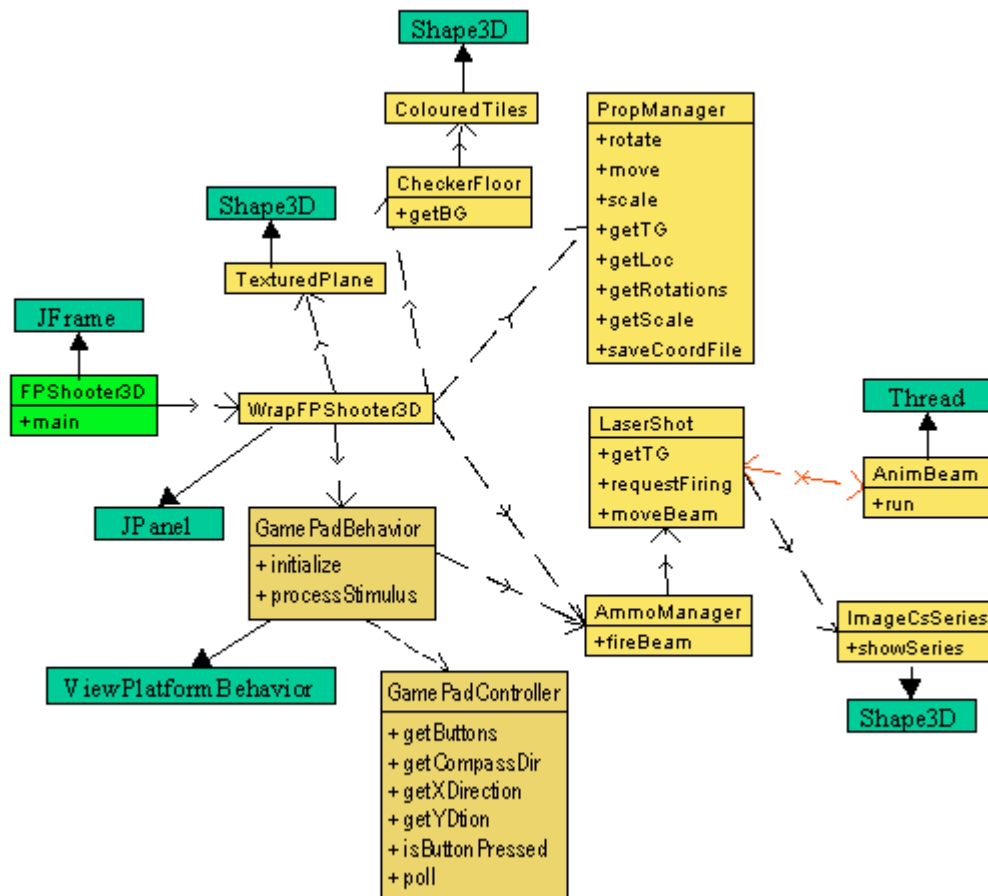 Shape3D
ColouredTiles
CheckerFloor
+getBG
PropManager
+rotate
+move
+scale
+getTG
+getLoc
+getRotations
+getScale
+saveCoordFile
Shape3D
TexturedPlane
JFrame
FPShooter3D
+main
WrapFPShooter3D
JPanel
GamePadBehavior
+ initialize
+ processStimulus
ViewPlatformBehavior
GamePadController
+ getButtons
+ getCompassDir
+ getXDirection
+ getYDtion
+ isButtonPressed
+ poll
LaserShot
+getTG
+requestFiring
+moveBeam
AmmoManager
+fireBeam
Thread
AnimBeam
+run
ImageCsSeries
+showSeries
Shape3D